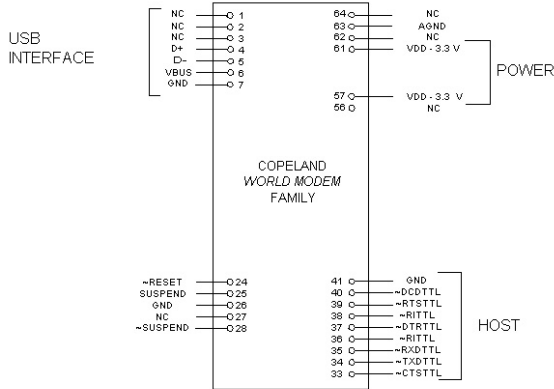 USB
INTERFACE
NC 1
NC 2
NC 3
D+ 4
D- 5
VBUS 6
GND 7
64 NC
63 AGND
62 NC
61 VDD - 3.3 V
57 VDD - 3.3 V
56 NC
POWER
COPELAND
WORLD MODEM
FAMILY
~RESET 24
SUSPEND 25
GND 26
NC 27
~SUSPEND 28
41 GND
40 ~DCDTTL
39 ~RTSTTL
38 ~RITTL
37 ~DTRTTL
36 ~RITTL
35 ~RXDTTL
34 ~TXDTTL
33 ~CTSTTL
HOST